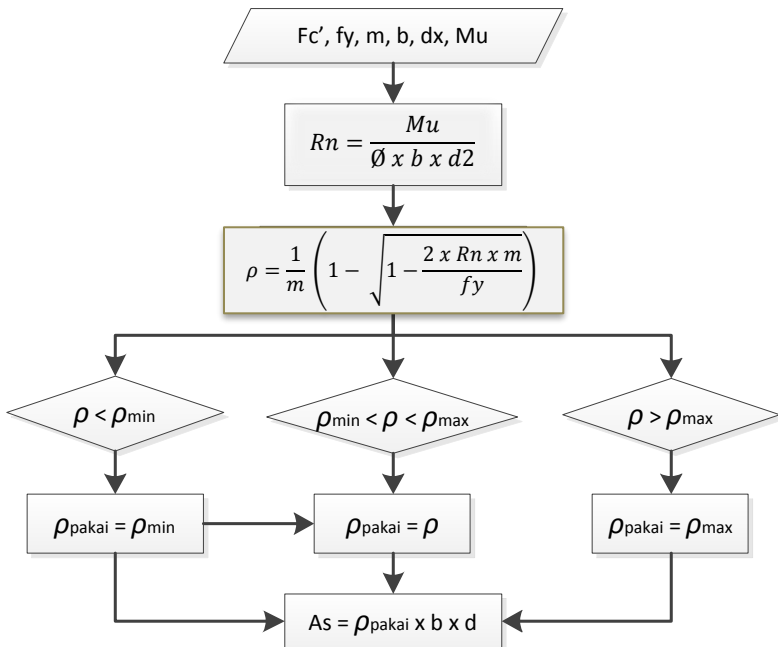 Fc’, fy, m, b, dx, Mu
Rn = Mu / Ø x b x d2
ρ = 1/m (1 − √(1 − 2 x Rn x m / fy))
ρ < ρmin
ρmin < ρ < ρmax
ρ > ρmax
ρpakai = ρmin
ρpakai = ρ
ρpakai = ρmax
As = ρpakai x b x d